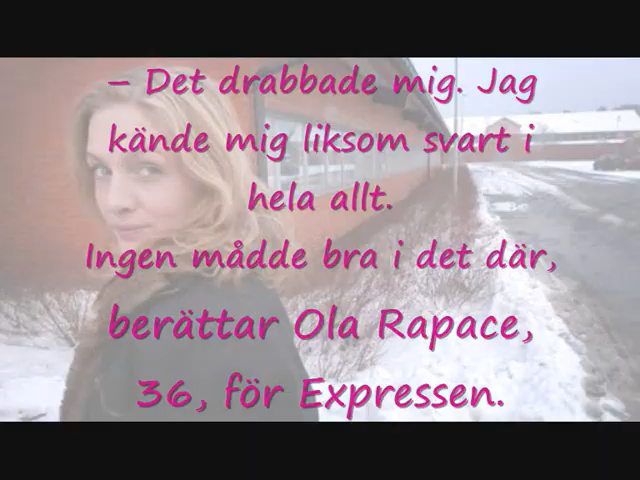 – Det drabbade mig. Jag
kände mig liksom svart i
hela allt.
Ingen mådde bra i det där,
berättar Ola Rapace,
36, för Expressen.